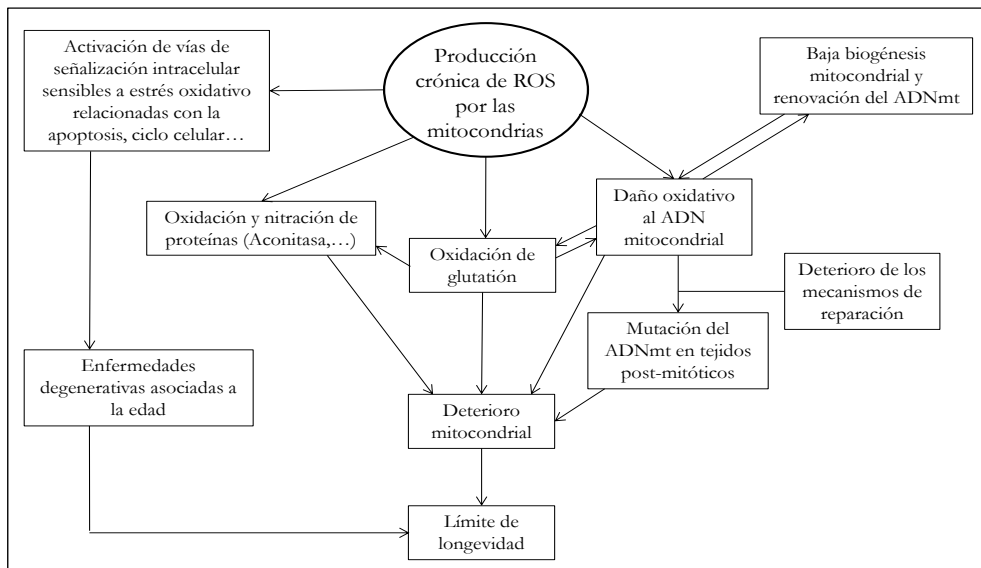 Activación de vías de
señalización intracelular
sensibles a estrés oxidativo
relacionadas con la
apoptosis, ciclo celular…
Producción
crónica de ROS
por las
mitocondrias
Baja biogénesis
mitocondrial y
renovación del ADNmt
Oxidación y nitración de
proteínas (Aconitasa,…)
Oxidación de
glutatión
Daño oxidativo
al ADN
mitocondrial
Deterioro de los
mecanismos de
reparación
Mutación del
ADNmt en tejidos
post-mitóticos
Enfermedades
degenerativas asociadas a
la edad
Deterioro
mitocondrial
Límite de
longevidad